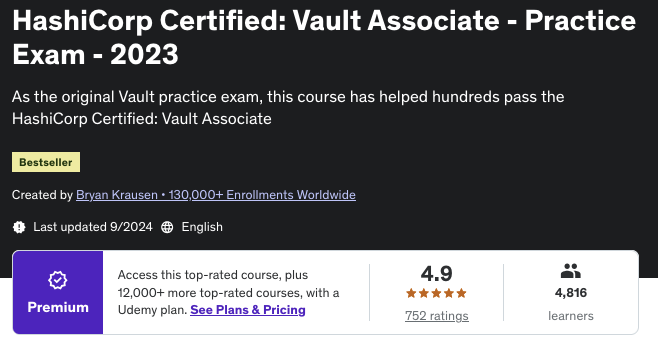 HashiCorp Certified: Vault Associate - Practice
Exam - 2023
As the original Vault practice exam, this course has helped hundreds pass the
HashiCorp Certified: Vault Associate
Bestseller
Created by Bryan Krausen • 130,000+ Enrollments Worldwide
Last updated 9/2024 English
Premium
Access this top-rated course, plus
12,000+ more top-rated courses, with a
Udemy plan. See Plans & Pricing
4.9
752 ratings
4,816
learners